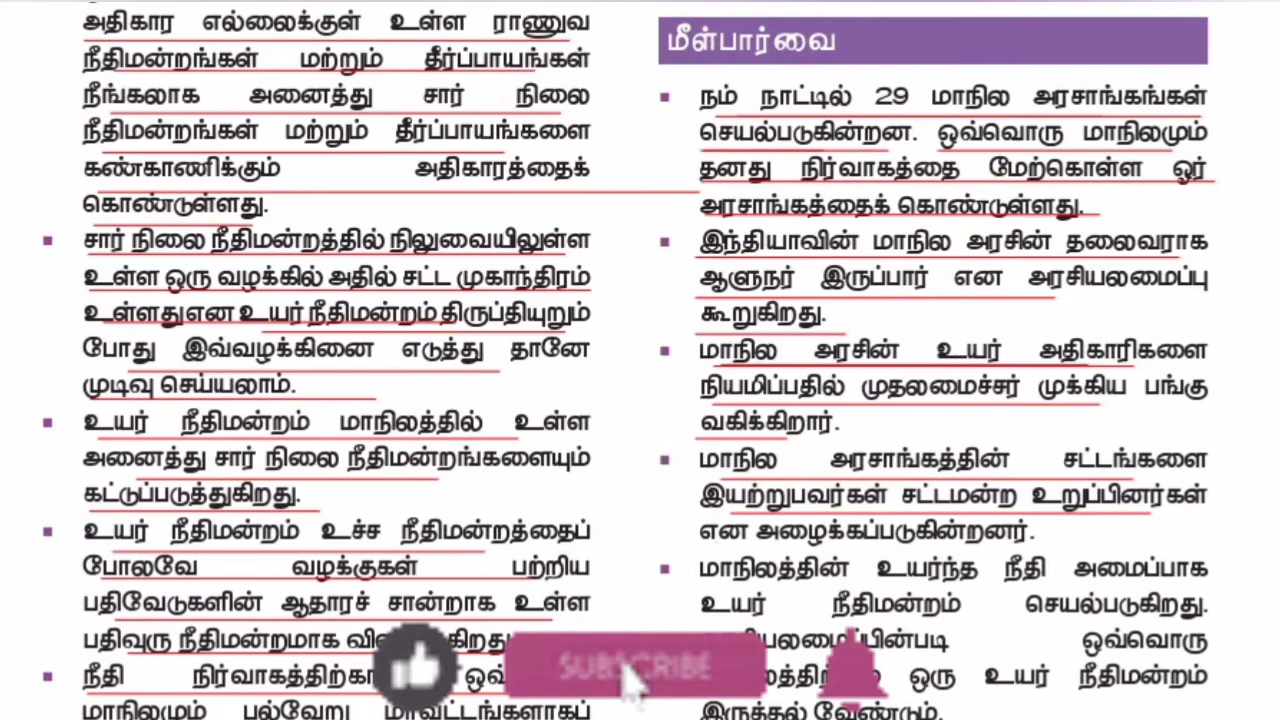 அதிகார எல்லைக்குள் உள்ள ராணுவ
நீதிமன்றங்கள் மற்றும் தீர்ப்பாயங்கள்
நீங்கலாக அனைத்து சார் நிலை
நீதிமன்றங்கள் மற்றும் தீர்ப்பாயங்களை
கண்காணிக்கும் அதிகாரத்தைக்
கொண்டுள்ளது.
▪ சார் நிலை நீதிமன்றத்தில் நிலுவையிலுள்ள
உள்ள ஒரு வழக்கில் அதில் சட்ட முகாந்திரம்
உள்ளது என உயர் நீதிமன்றம் திருப்தியுறும்
போது இவ்வழக்கினை எடுத்து தானே
முடிவு செய்யலாம்.
▪ உயர் நீதிமன்றம் மாநிலத்தில் உள்ள
அனைத்து சார் நிலை நீதிமன்றங்களையும்
கட்டுப்படுத்துகிறது.
▪ உயர் நீதிமன்றம் உச்ச நீதிமன்றத்தைப்
போலவே வழக்குகள் பற்றிய
பதிவேடுகளின் ஆதாரச் சான்றாக உள்ள
பதிவுரு நீதிமன்றமாக
▪ நீதி
மாநிலமும் பல்வேறு மாவட்டங்களாகப்
மீள்பார்வை
▪ நம் நாட்டில் 29 மாநில அரசாங்கங்கள்
செயல்படுகின்றன. ஒவ்வொரு மாநிலமும்
தனது நிர்வாகத்தை மேற்கொள்ள ஓர்
அரசாங்கத்தைக் கொண்டுள்ளது.
▪ இந்தியாவின் மாநில அரசின் தலைவராக
ஆளுநர் இருப்பார் என அரசியலமைப்பு
கூறுகிறது.
▪ மாநில அரசின் உயர் அதிகாரிகளை
நியமிப்பதில் முதலமைச்சர் முக்கிய பங்கு
வகிக்கிறார்.
▪ மாநில அரசாங்கத்தின் சட்டங்களை
இயற்றுபவர்கள் சட்டமன்ற உறுப்பினர்கள்
என அழைக்கப்படுகின்றனர்.
▪ மாநிலத்தின் உயர்ந்த நீதி அமைப்பாக
உயர் நீதிமன்றம் செயல்படுகிறது.
ஒவ்வொரு
ஒரு உயர் நீதிமன்றம்
இருத்தல் வேண்டும்.
SUBSCRIBE